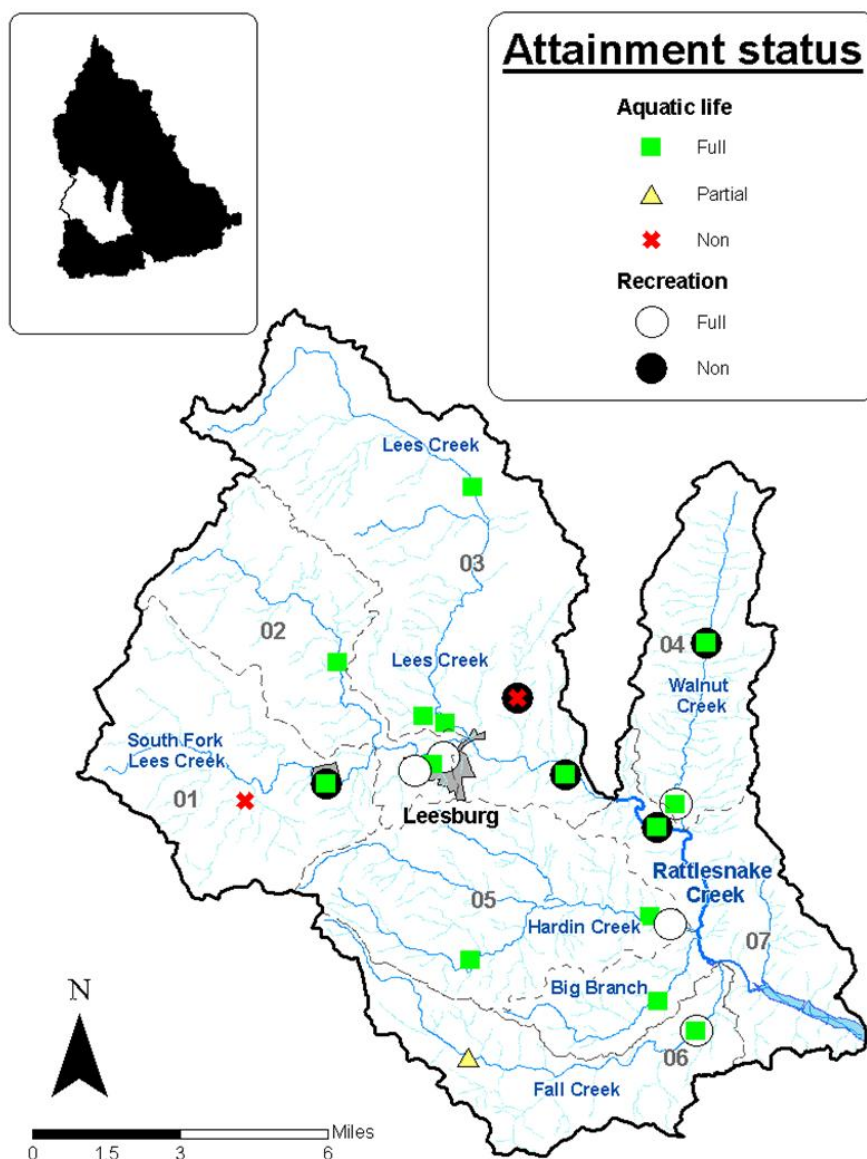 Attainment status
Aquatic life
Full
Partial
Non
Recreation
Full
Non
Lees Creek
03
02
04
Lees Creek
Walnut
Creek
South Fork
Lees Creek
01
Leesburg
Rattlesnake
Creek
05
Hardin Creek
07
Big Branch
N
06
Fall Creek
Miles
0 1.5 3 6